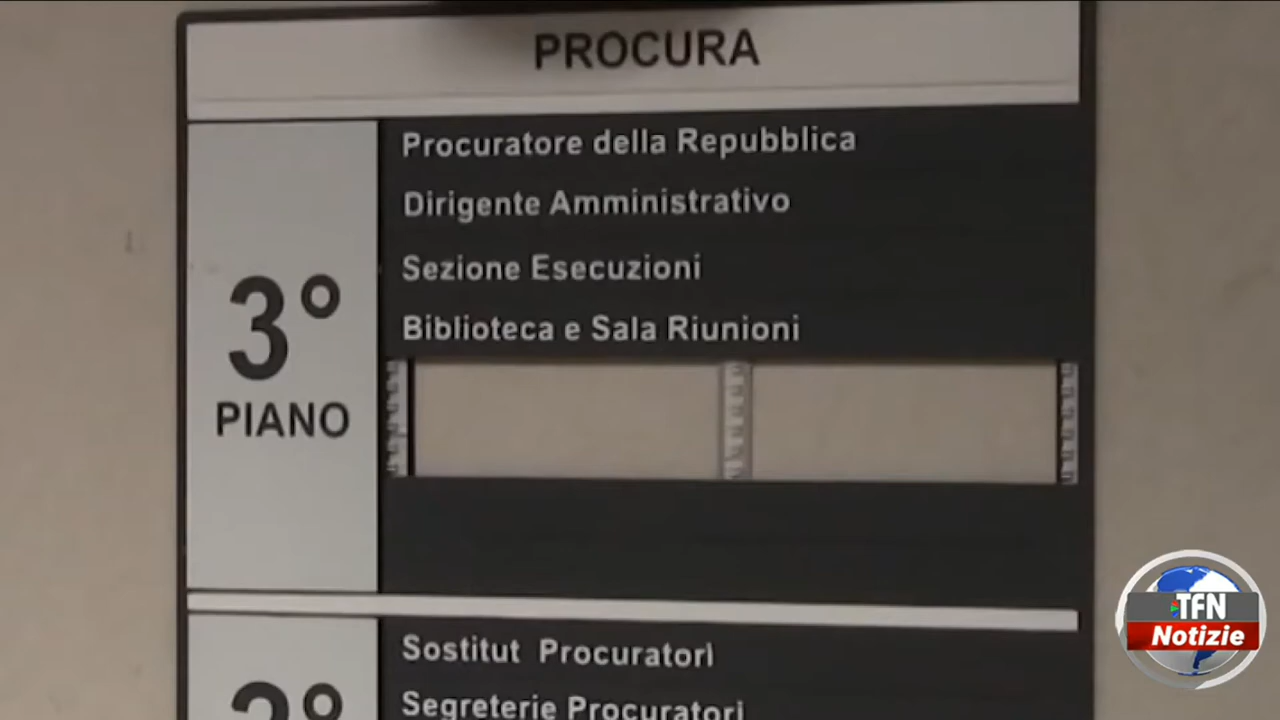 PROCURA
3°
PIANO
Procuratore della Repubblica
Dirigente Amministrativo
Sezione Esecuzioni
Biblioteca e Sala Riunioni
Sostitut Procuratori
Segreterie Procuratori
TFN
Notizie